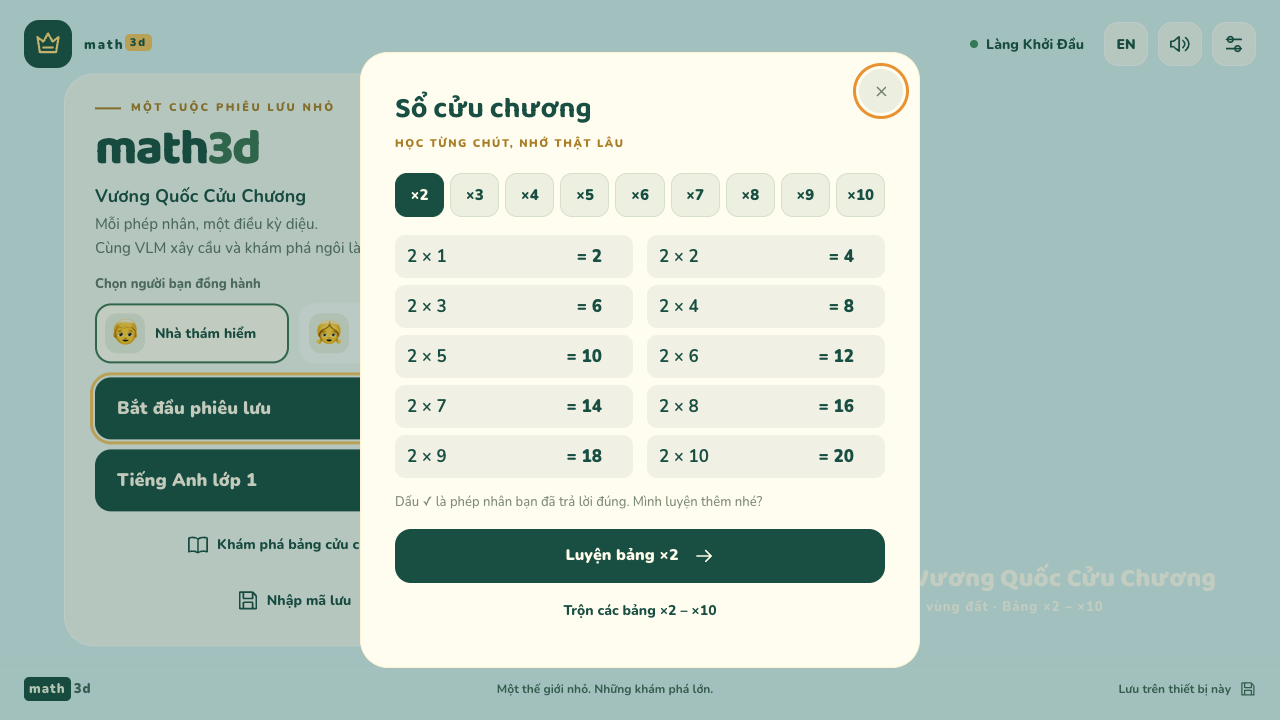 math 3d
Làng Khởi Đầu
EN
MỘT CUỘC PHIÊU LƯU NHỎ
math3d
Vương Quốc Cửu Chương
Mỗi phép nhân, một điều kỳ diệu.
Cùng VLM xây cầu và khám phá ngôi
Chọn người bạn đồng hành
Nhà thám hiểm
Bắt đầu phiêu lưu
Tiếng Anh lớp 1
Khám phá bảng cửu
Nhập mã lưu
Sổ cửu chương
×
HỌC TỪNG CHÚT, NHỚ THẬT LÂU
×2 ×3 ×4 ×5 ×6 ×7 ×8 ×9 ×10
2 × 1 = 2 2 × 2 = 4
2 × 3 = 6 2 × 4 = 8
2 × 5 = 10 2 × 6 = 12
2 × 7 = 14 2 × 8 = 16
2 × 9 = 18 2 × 10 = 20
Dấu ✓ là phép nhân bạn đã trả lời đúng. Mình luyện thêm nhé?
Luyện bảng ×2 →
Trộn các bảng ×2 – ×10
Vương Quốc Cửu Chương
vùng đất · Bảng ×2 – ×10
math 3d
Một thế giới nhỏ. Những khám phá lớn.
Lưu trên thiết bị này